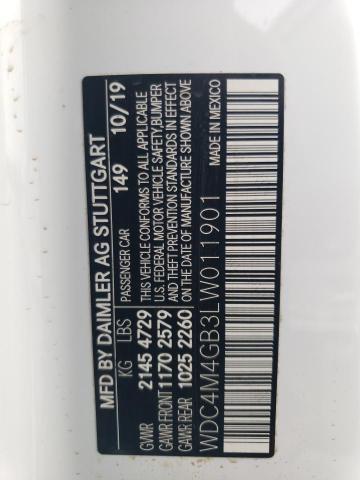 MFD BY DAIMLER AG STUTTGART
KG LBS PASSENGER CAR 149 10/19
GVWR 2145 4729 THIS VEHICLE CONFORMS TO ALL APPLICABLE
GAWR FRONT 1170 2579 U.S. FEDERAL MOTOR VEHICLE SAFETY, BUMPER
GAWR REAR 1025 2260 AND THEFT PREVENTION STANDARDS IN EFFECT
ON THE DATE OF MANUFACTURE SHOWN ABOVE
WDC4M4GB3LW011901 MADE IN MEXICO